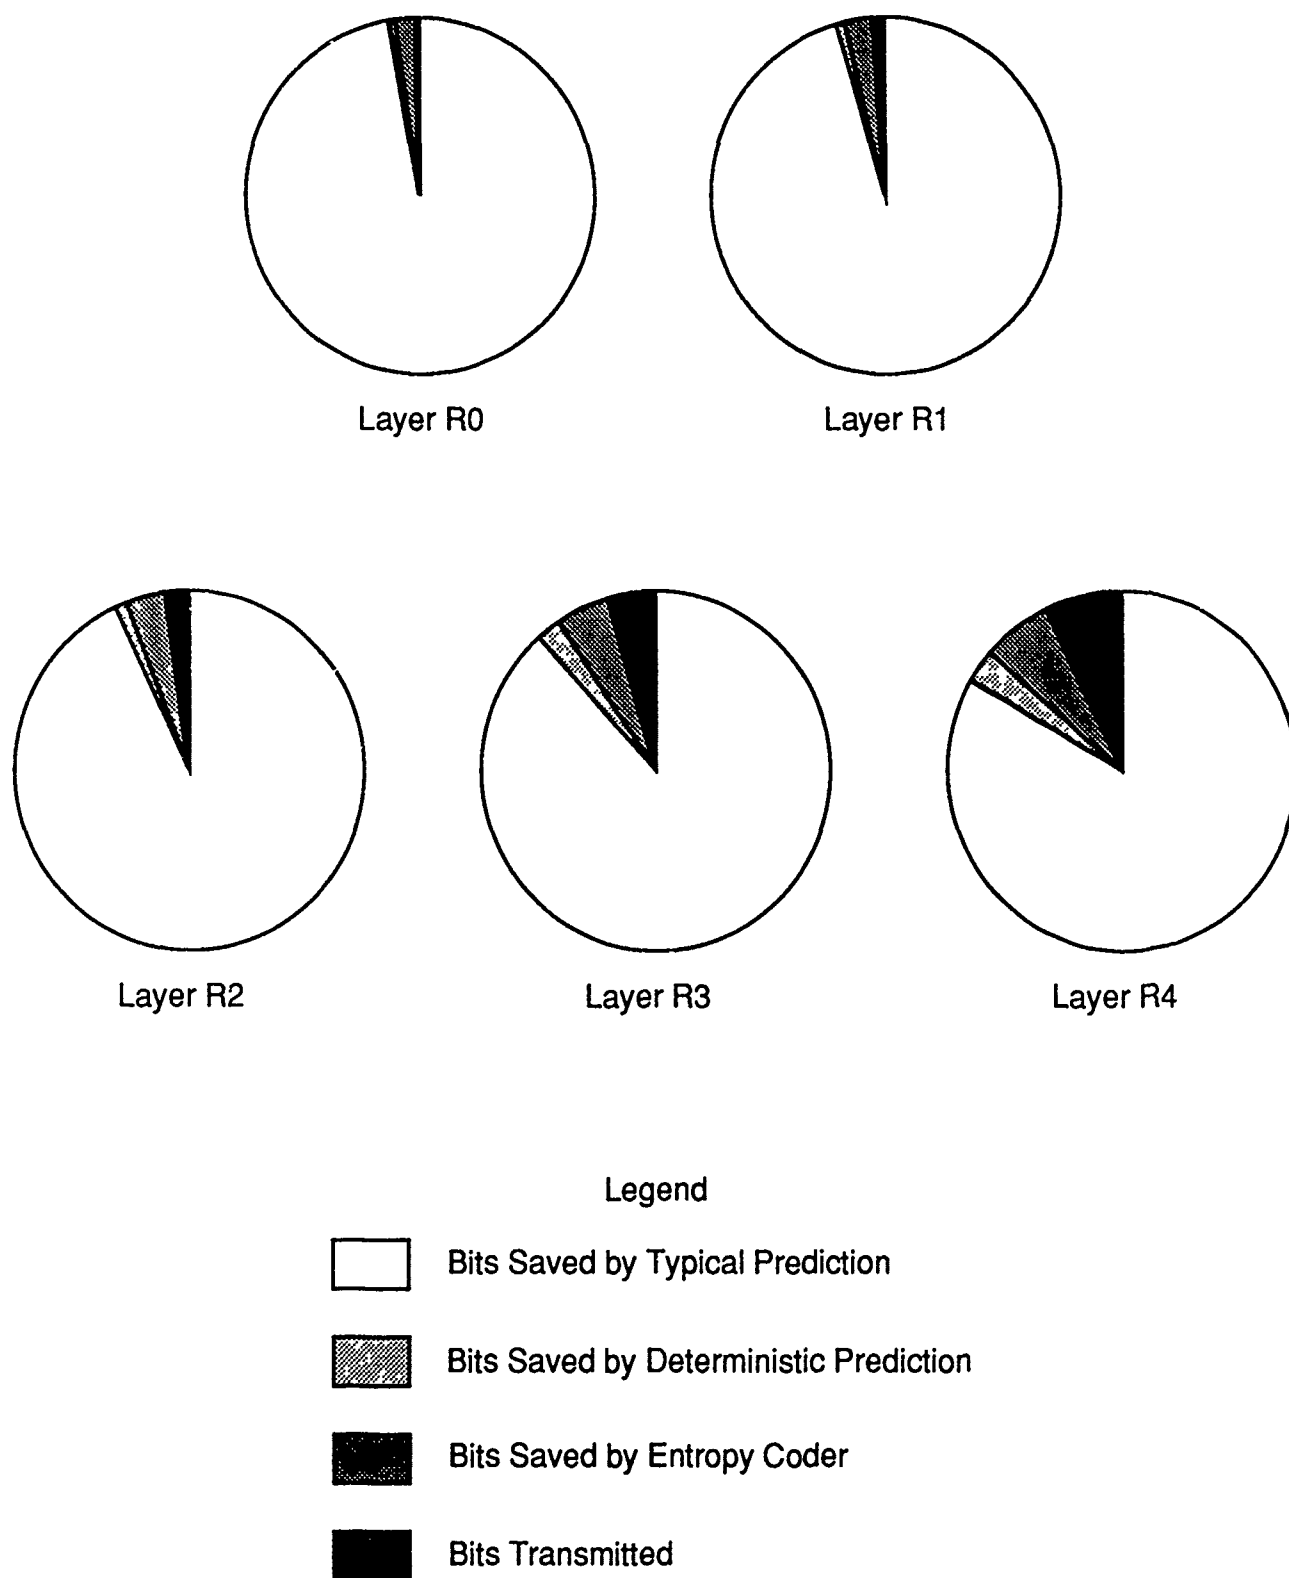 Layer R0
Layer R1
Layer R2
Layer R3
Layer R4
Legend
Bits Saved by Typical Prediction
Bits Saved by Deterministic Prediction
Bits Saved by Entropy Coder
Bits Transmitted